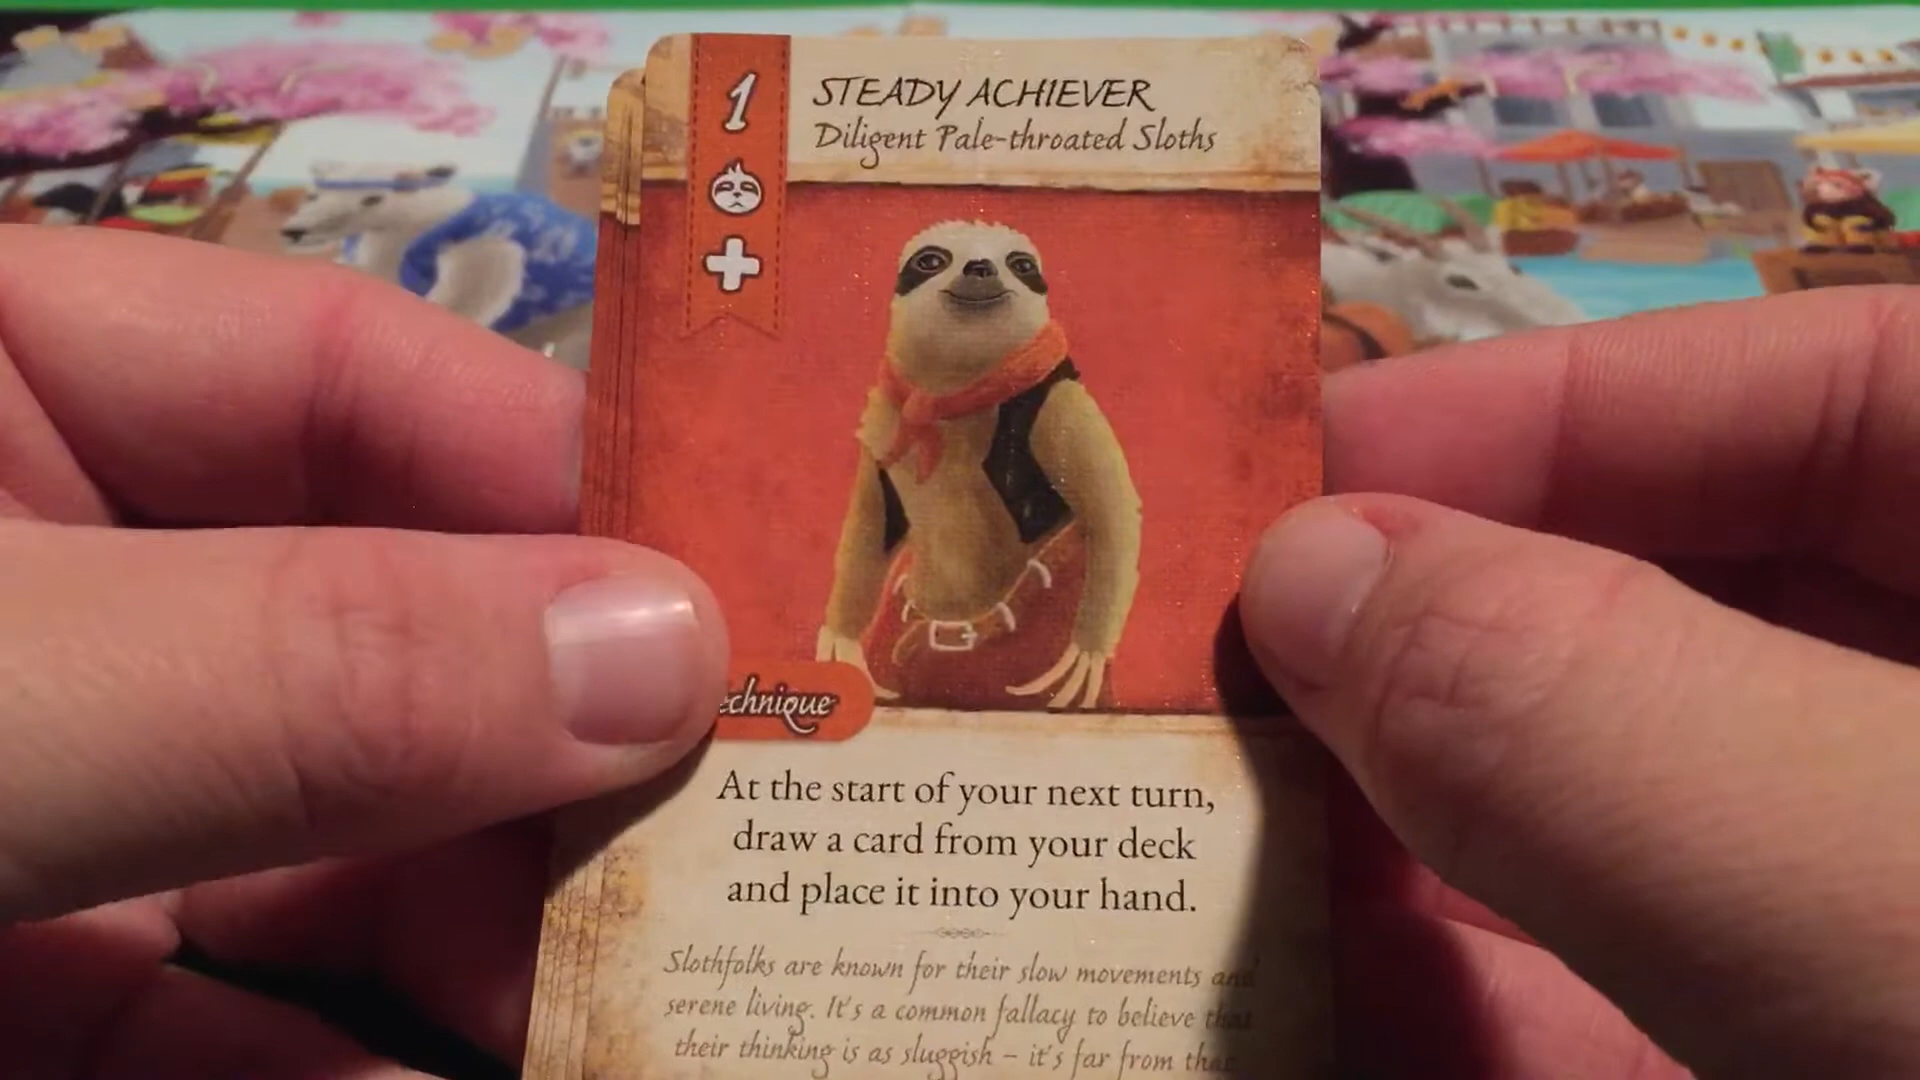 1
STEADY ACHIEVER
Diligent Pale-throated Sloths
echnique
At the start of your next turn,
draw a card from your deck
and place it into your hand.
Slothfolks are known for their slow movements and
serene living. It's a common fallacy to believe that
their thinking is as sluggish – it's far from that